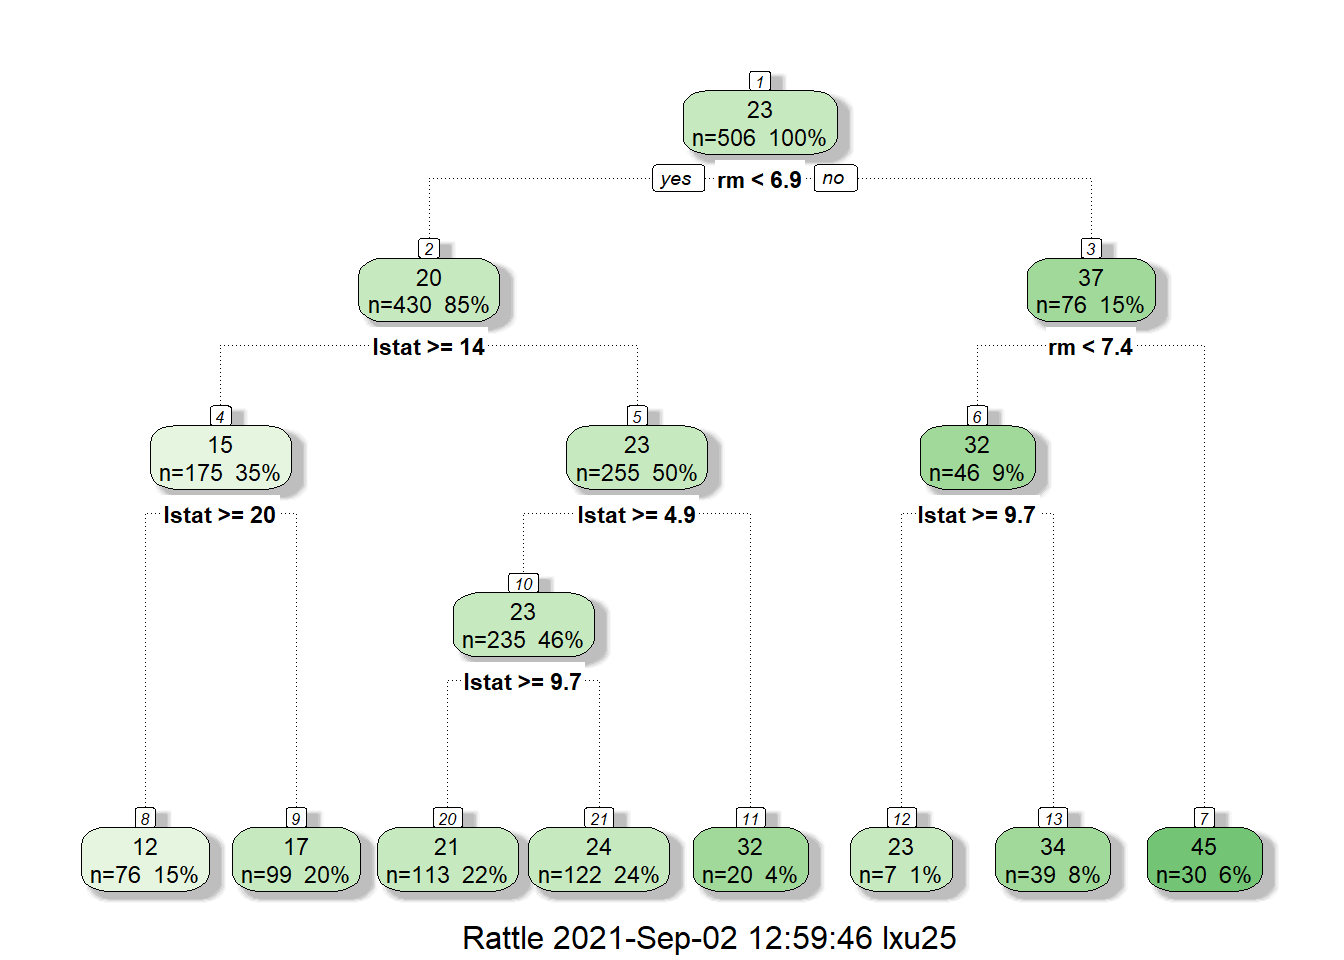 1
23
n=506 100%
yes rm < 6.9 no
2
20
n=430 85%
3
37
n=76 15%
lstat >= 14
rm < 7.4
4
15
n=175 35%
5
23
n=255 50%
6
32
n=46 9%
lstat >= 20
lstat >= 4.9
lstat >= 9.7
10
23
n=235 46%
lstat >= 9.7
8
12
n=76 15%
9
17
n=99 20%
20
21
n=113 22%
21
24
n=122 24%
11
32
n=20 4%
12
23
n=7 1%
13
34
n=39 8%
7
45
n=30 6%
Rattle 2021-Sep-02 12:59:46 lxu25